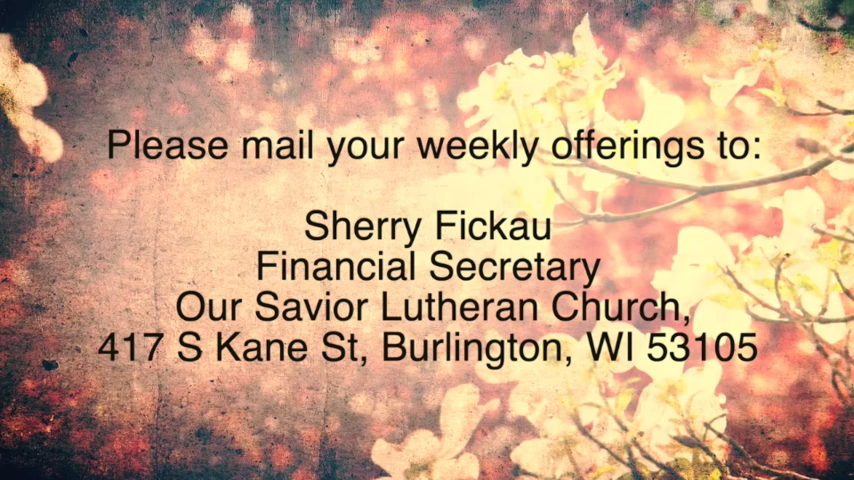 Please mail your weekly offerings to:
Sherry Fickau
Financial Secretary
Our Savior Lutheran Church,
417 S Kane St, Burlington, WI 53105